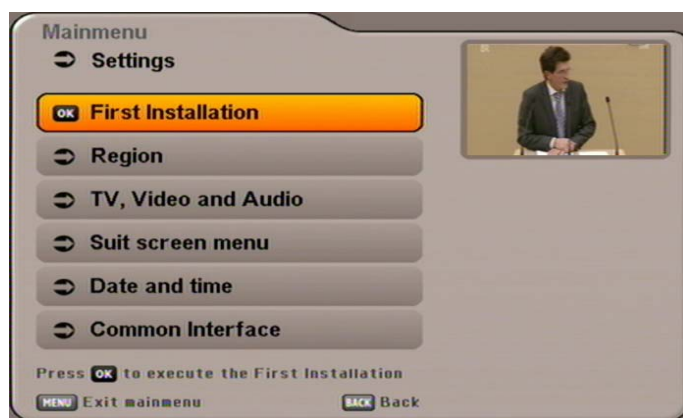 Mainmenu
Settings
OK First Installation
Region
TV, Video and Audio
Suit screen menu
Date and time
Common Interface
Press OK to execute the First Installation
MENU Exit mainmenu BACK Back